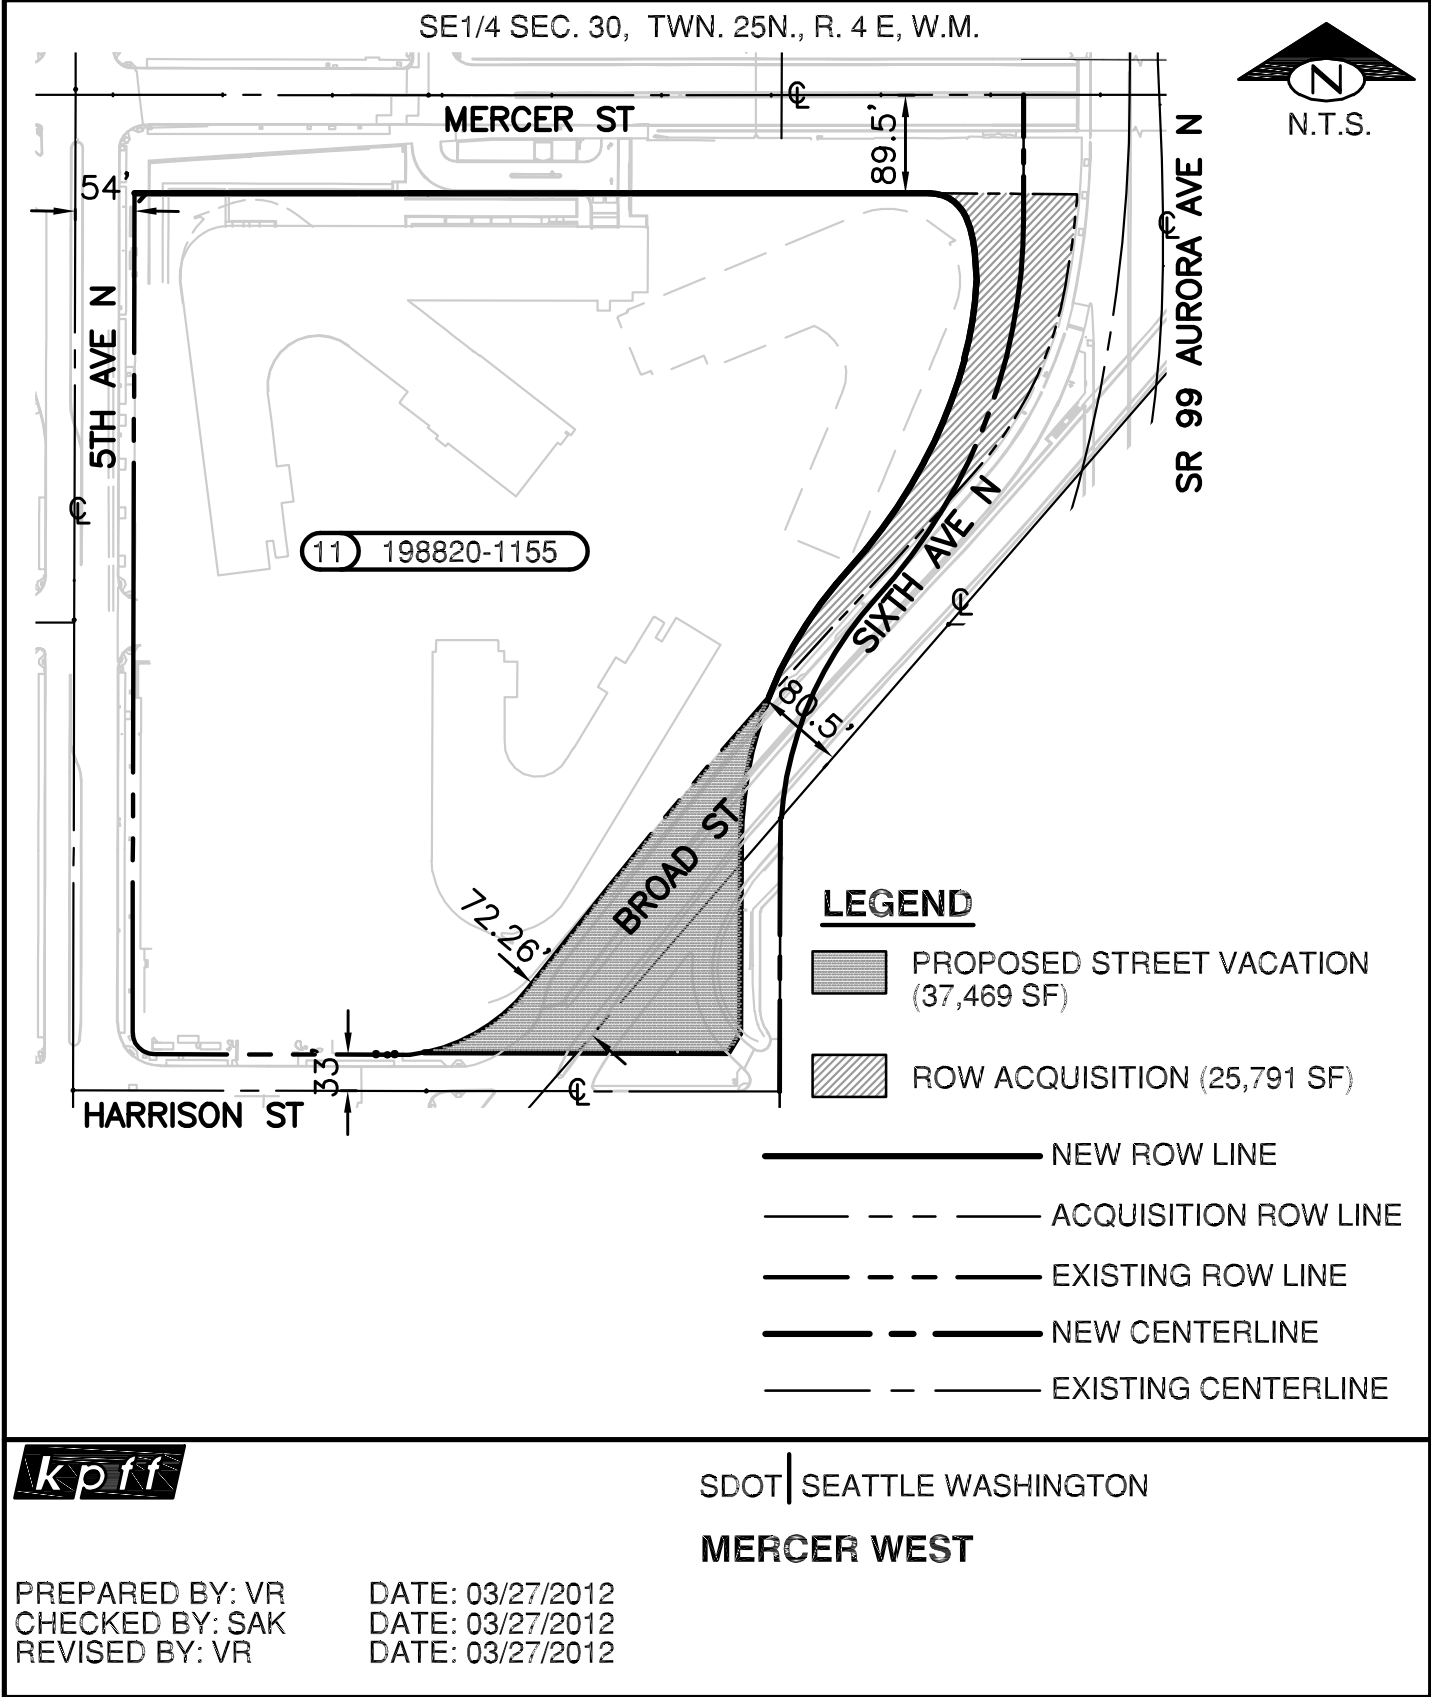 SE1/4 SEC. 30, TWN. 25N., R. 4 E, W.M.
N
N.T.S.
MERCER ST
89.5'
54'
5TH AVE N
SR 99 AURORA AVE N
11 198820-1155
SIXTH AVE N
80.5'
BROAD ST
72.26'
33'
HARRISON ST
LEGEND
PROPOSED STREET VACATION
(37,469 SF)
ROW ACQUISITION (25,791 SF)
NEW ROW LINE
ACQUISITION ROW LINE
EXISTING ROW LINE
NEW CENTERLINE
EXISTING CENTERLINE
kpff
SDOT SEATTLE WASHINGTON
MERCER WEST
PREPARED BY: VR DATE: 03/27/2012
CHECKED BY: SAK DATE: 03/27/2012
REVISED BY: VR DATE: 03/27/2012